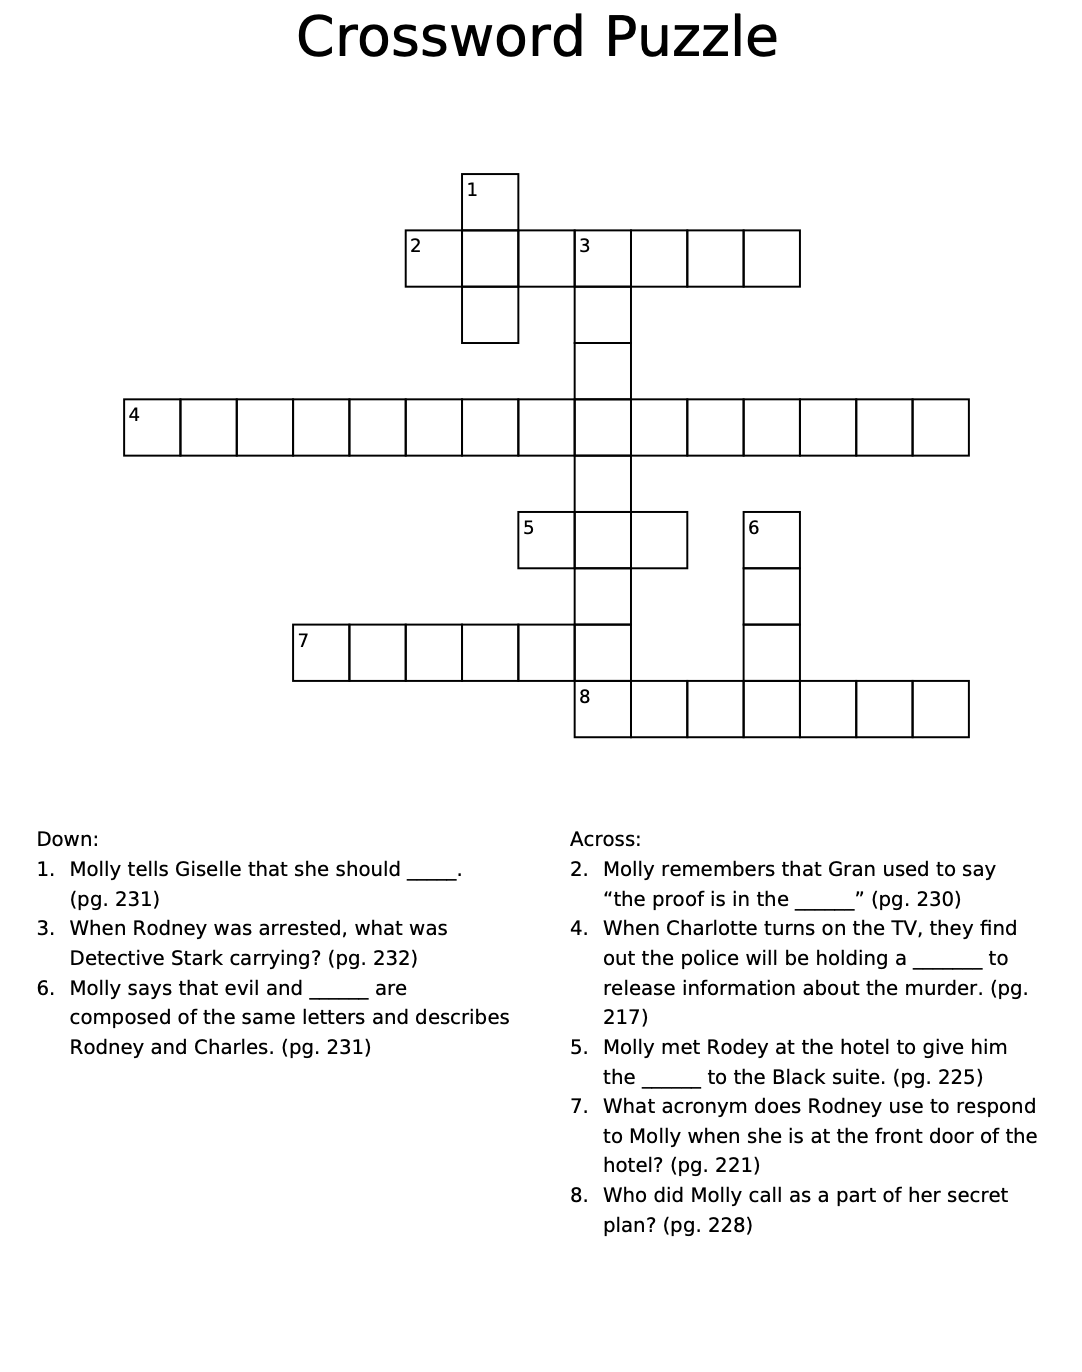 Crossword Puzzle
1
2
3
4
5
6
7
8
Down:
1. Molly tells Giselle that she should _____.
(pg. 231)
3. When Rodney was arrested, what was
Detective Stark carrying? (pg. 232)
6. Molly says that evil and ______ are
composed of the same letters and describes
Rodney and Charles. (pg. 231)
Across:
2. Molly remembers that Gran used to say
“the proof is in the ______” (pg. 230)
4. When Charlotte turns on the TV, they find
out the police will be holding a _______ to
release information about the murder. (pg.
217)
5. Molly met Rodey at the hotel to give him
the ______ to the Black suite. (pg. 225)
7. What acronym does Rodney use to respond
to Molly when she is at the front door of the
hotel? (pg. 221)
8. Who did Molly call as a part of her secret
plan? (pg. 228)